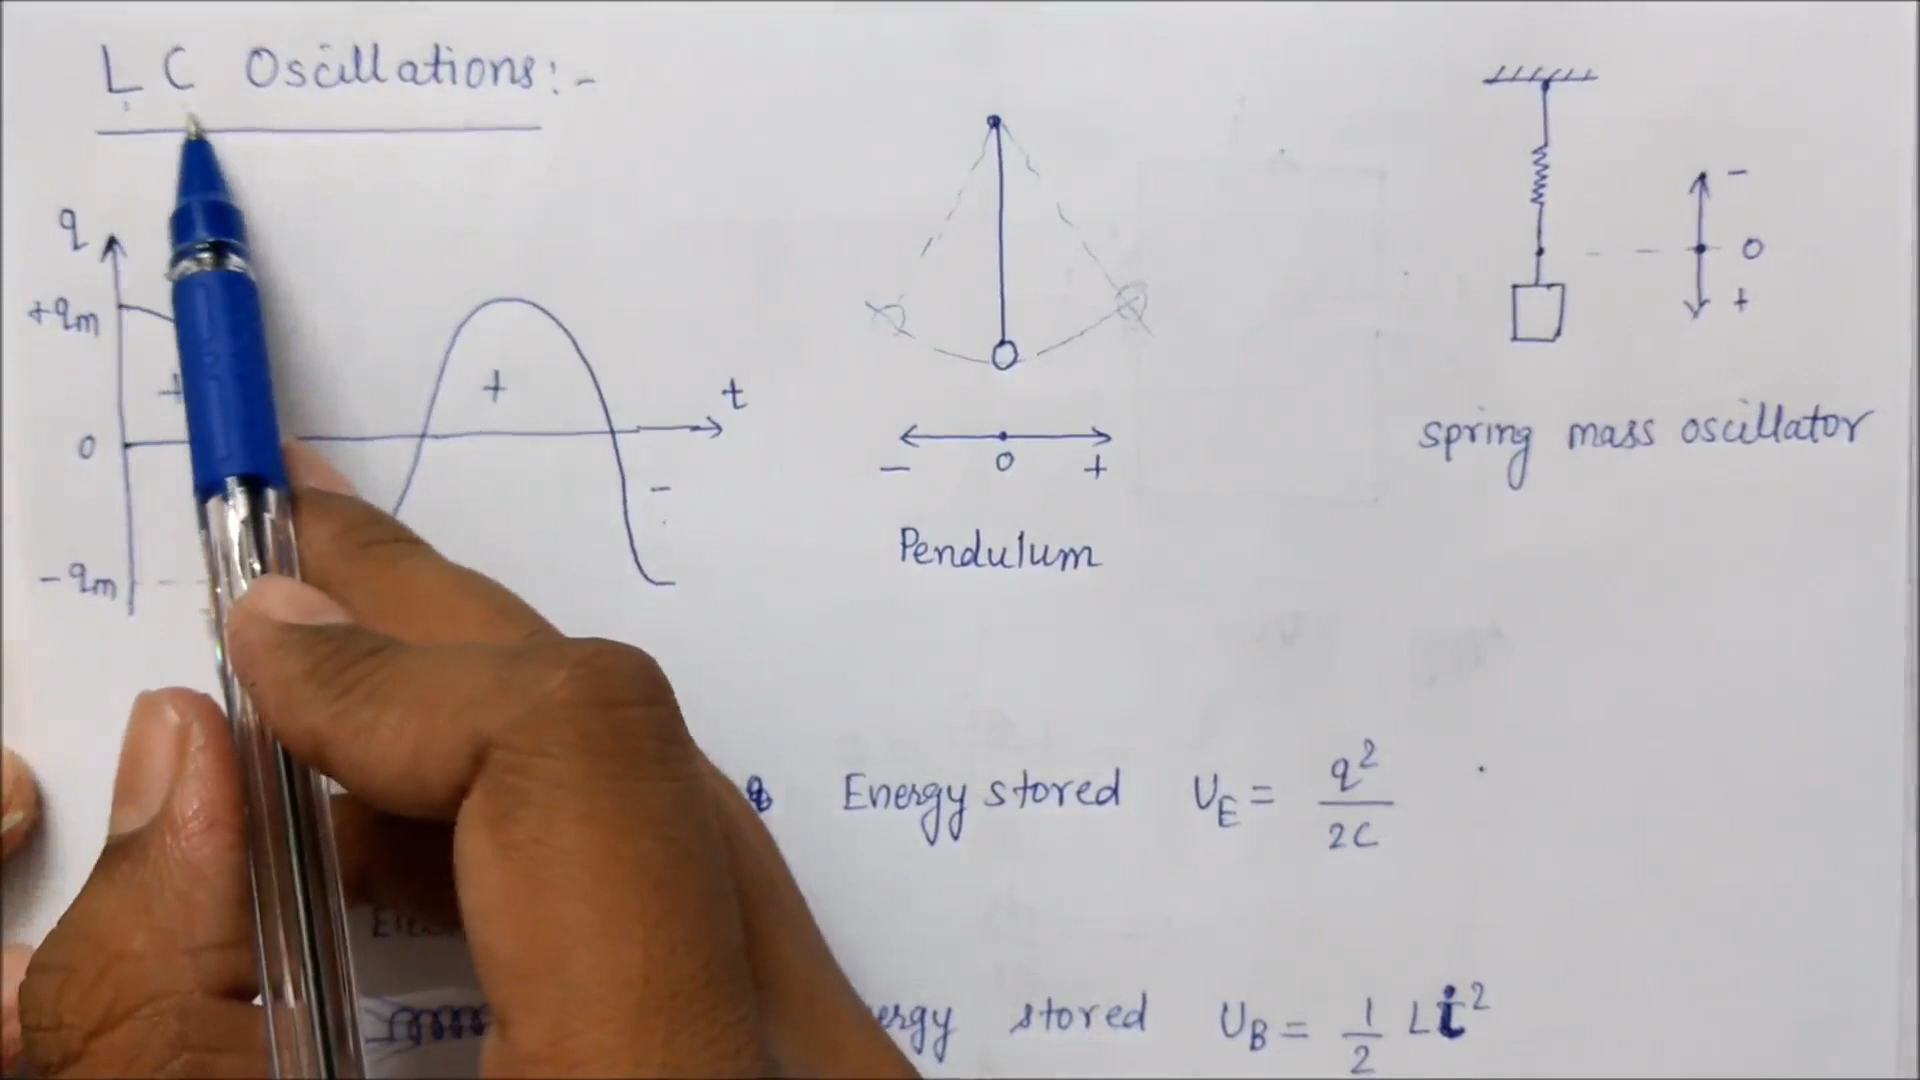 LC Oscillations:-
q
+qm
+
0
-qm
+
-
t
- 0 +
Pendulum
-
0
+
spring mass oscillator
Energy stored UE = q²/2C
stored UB = 1/2 Li²